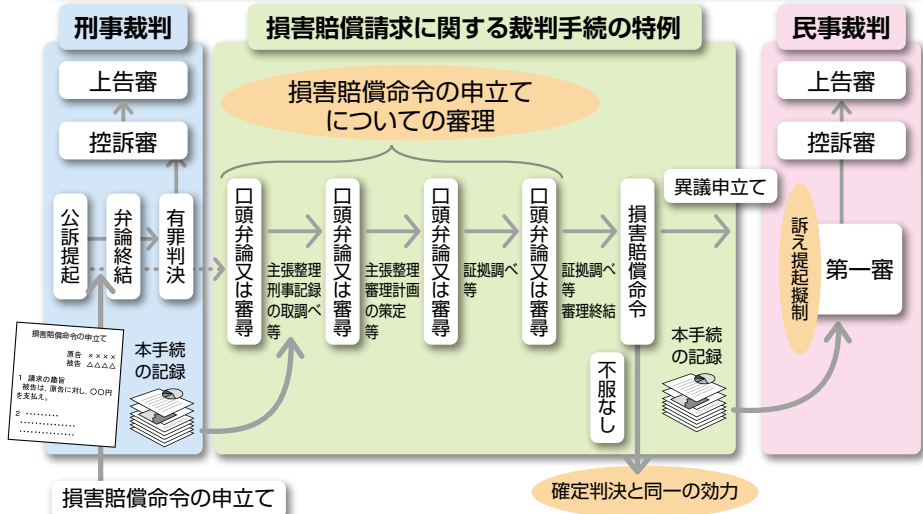 刑事裁判
上告審
控訴審
公訴提起
弁論終結
有罪判決
損害賠償命令の申立て
原告 ××××
被告 △△△△
1 請求の趣旨
被告は、原告に対し、〇〇円
を支払え。
2 ………
……………
……………
本手続
の記録
損害賠償命令の申立て
損害賠償請求に関する裁判手続の特例
損害賠償命令の申立て
についての審理
口頭弁論又は審尋
主張整理
刑事記録
の取調べ
等
口頭弁論又は審尋
主張整理
審理計画
の策定
等
口頭弁論又は審尋
証拠調べ
等
口頭弁論又は審尋
証拠調べ
等
審理終結
損害賠償命令
異議申立て
不服なし
本手続
の記録
確定判決と同一の効力
民事裁判
上告審
控訴審
訴え提起擬制
第一審